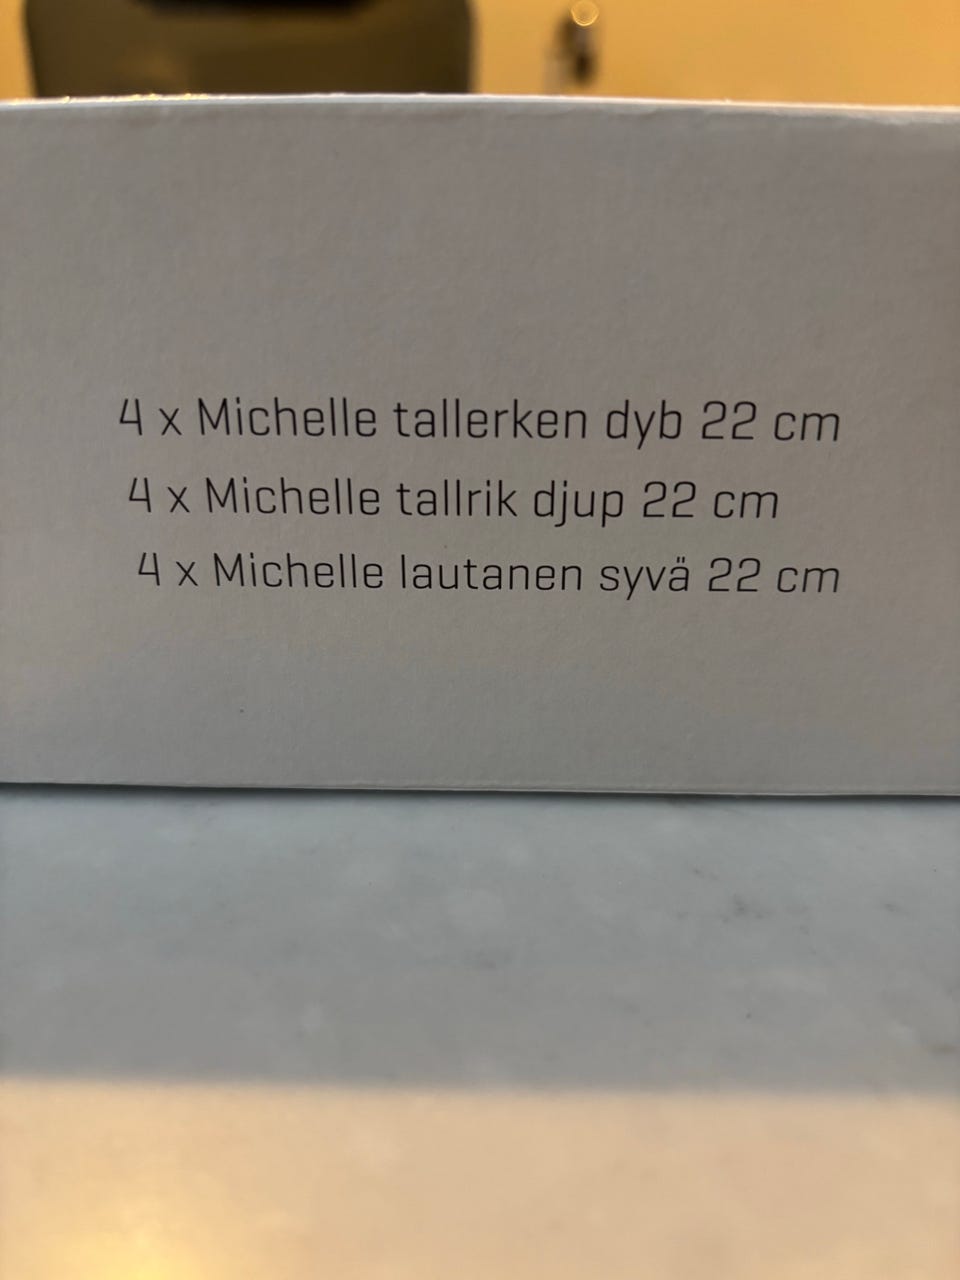 4 x Michelle tallerken dyb 22 cm
4 x Michelle tallrik djup 22 cm
4 x Michelle lautanen syvä 22 cm